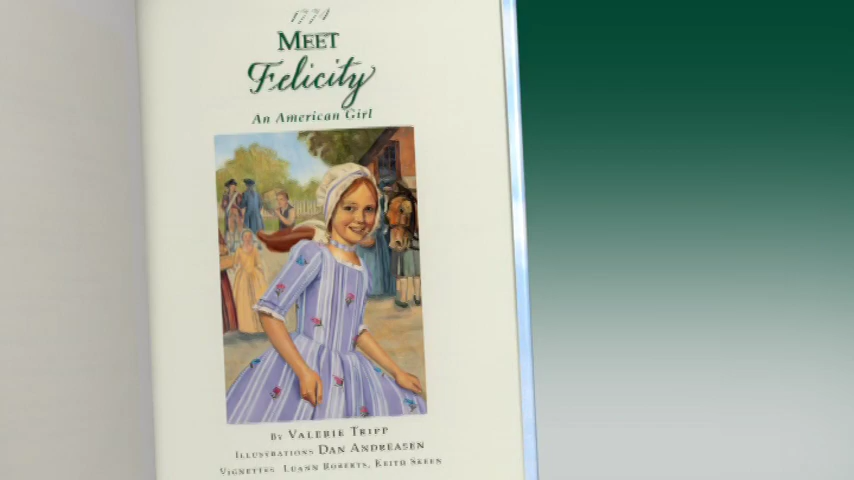 1774
MEET
Felicity
An American Girl
BY VALERIE TRIPP
ILLUSTRATIONS DAN ANDREASEN
VIGNETTES LUANN ROBERTS, KEITH SKEEN